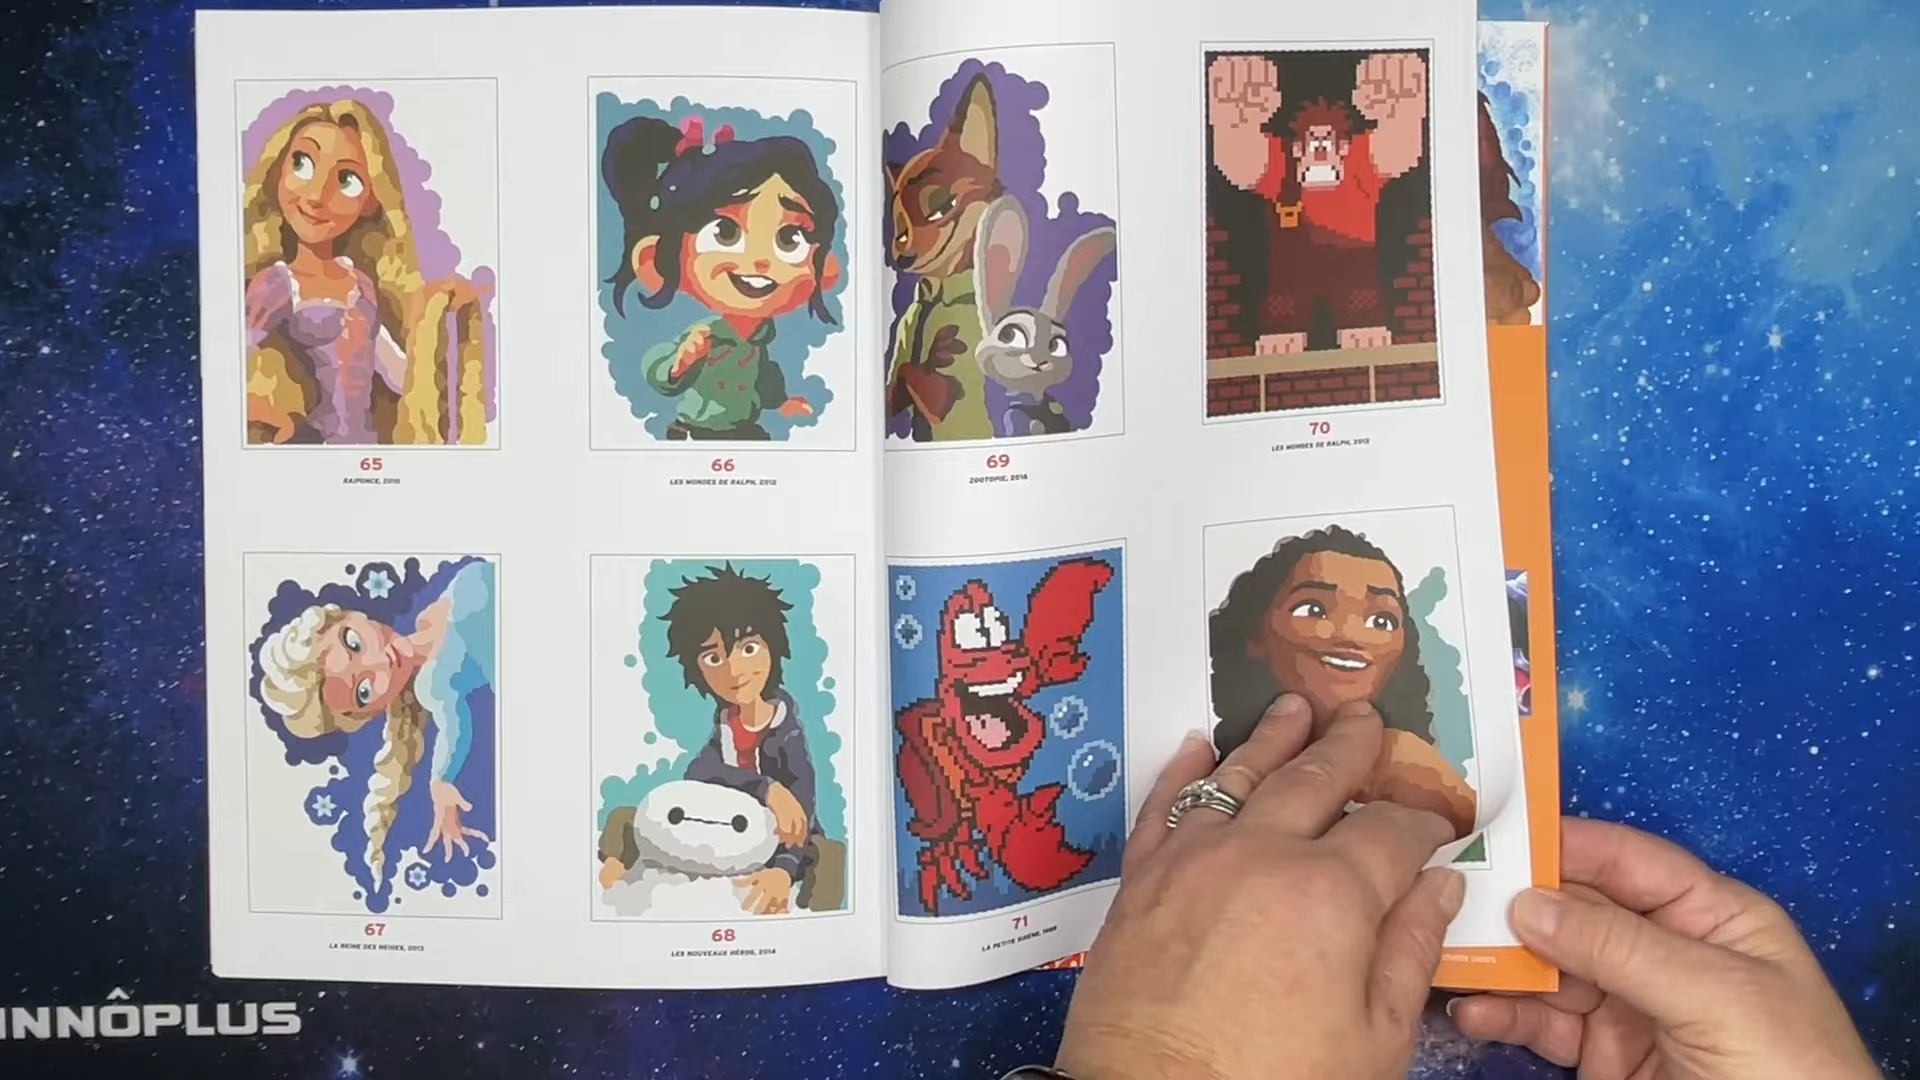 65
RAIPONCE, 2010
66
LES MONDES DE RALPH, 2012
69
ZOOTOPIE, 2016
70
LES MONDES DE RALPH, 2012
67
LA REINE DES NEIGES, 2013
68
LES NOUVEAUX HÉROS, 2014
71
LA PETITE SIRÈNE, 1989
INNÔPLUS